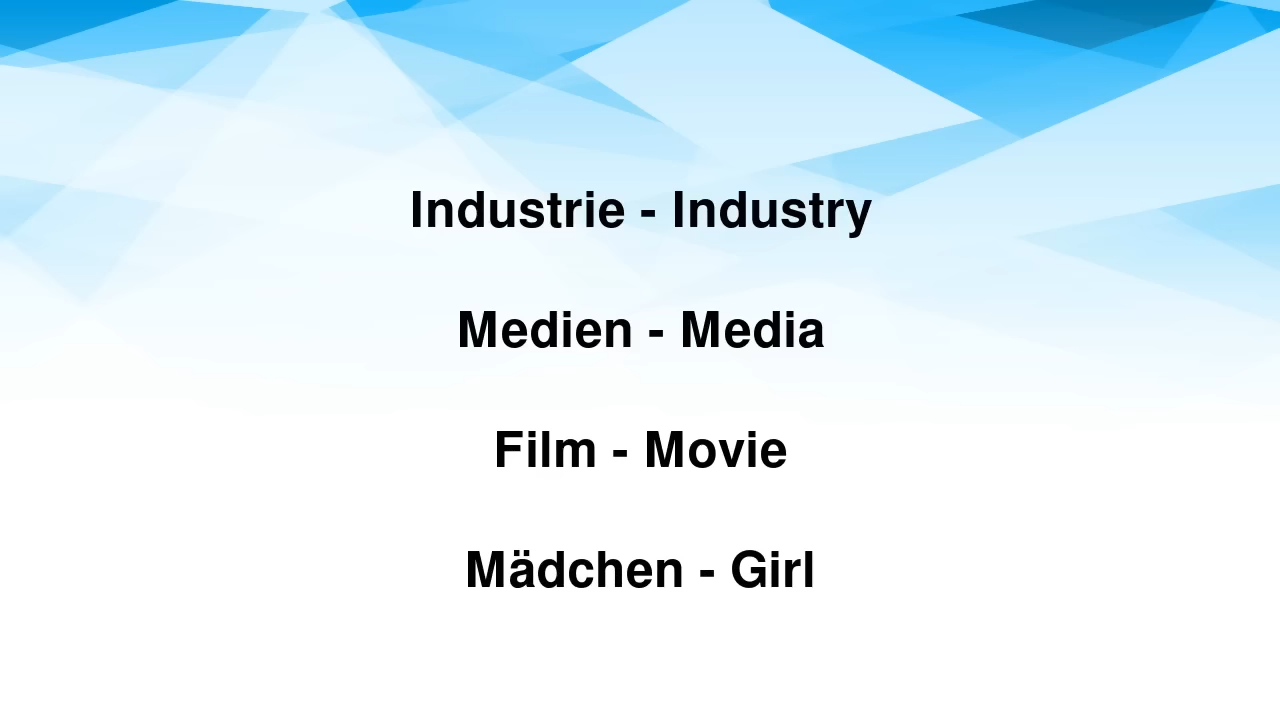 Industrie - Industry
Medien - Media
Film - Movie
Mädchen - Girl